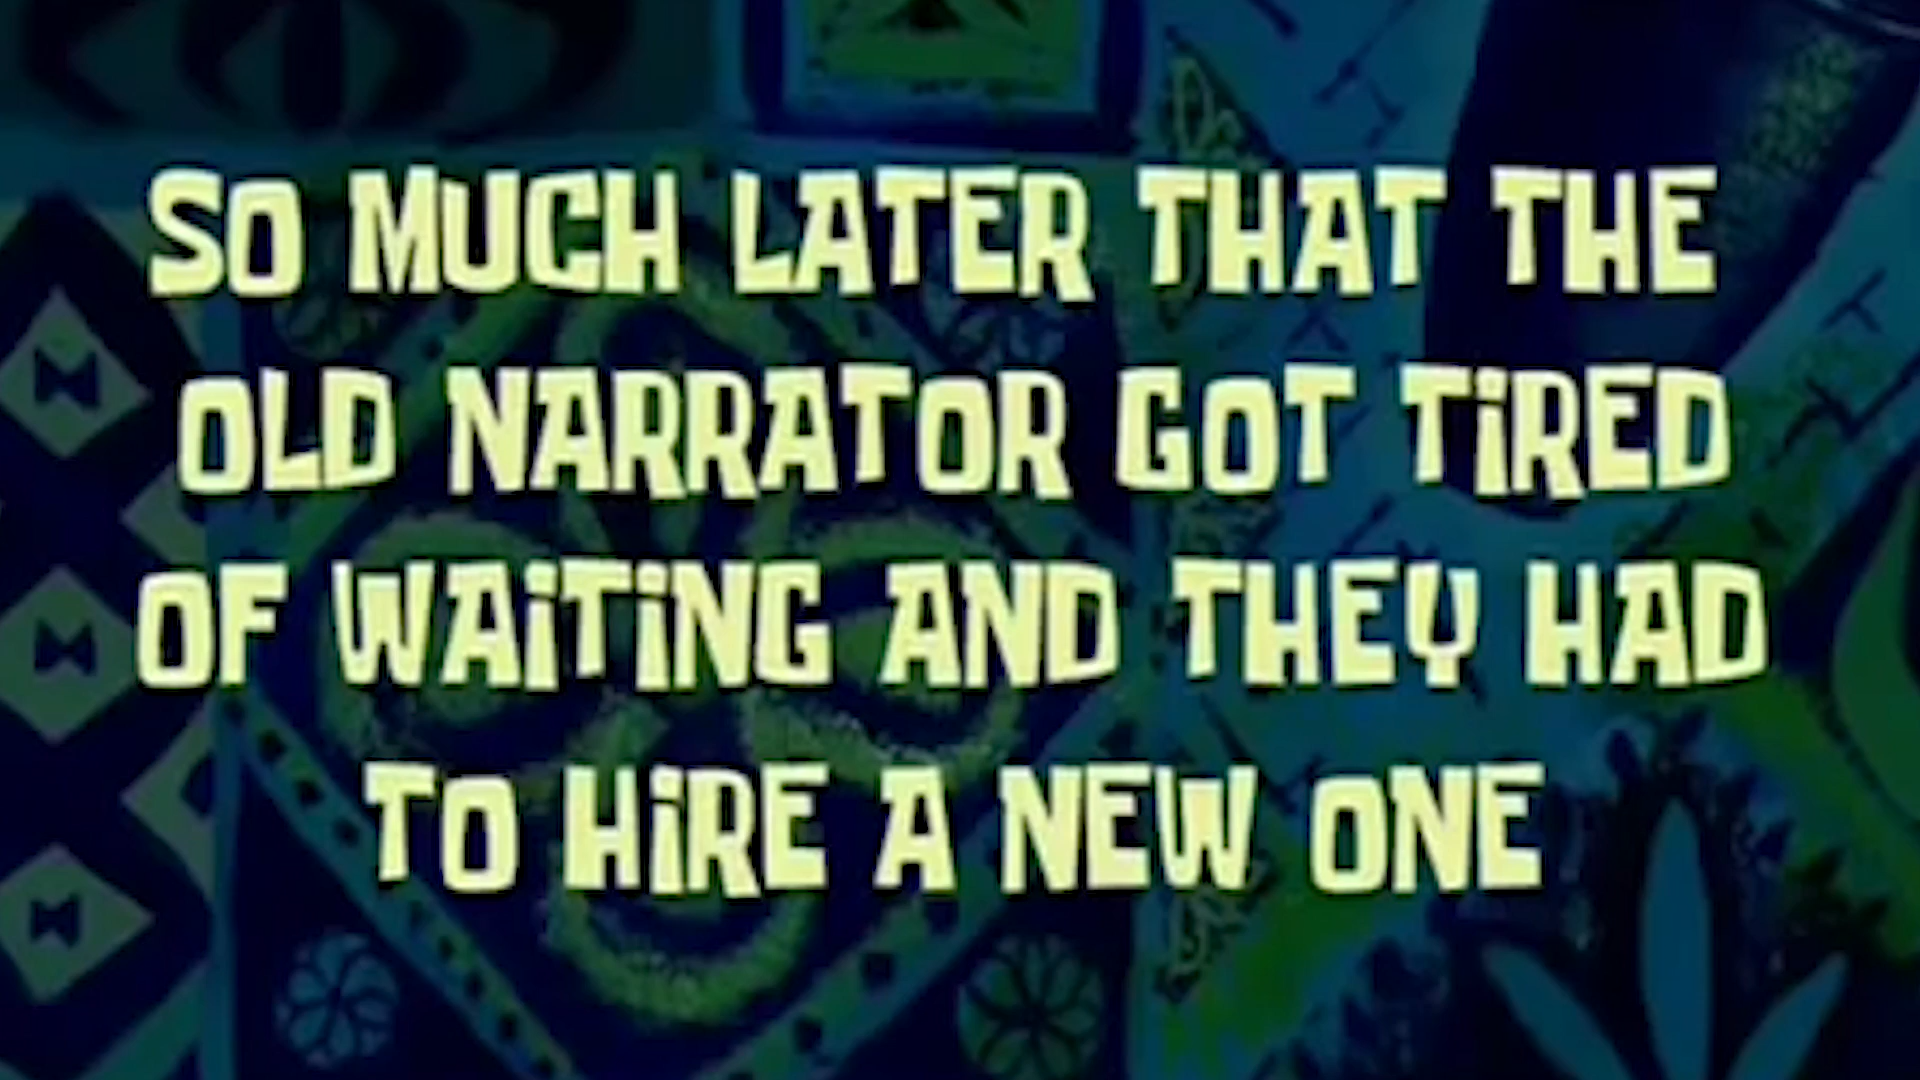 SO MUCH LATER THAT THE
OLD NARRATOR GOT TiRED
OF WAiTiNG AND THEY HAD
TO HiRE A NEW ONE